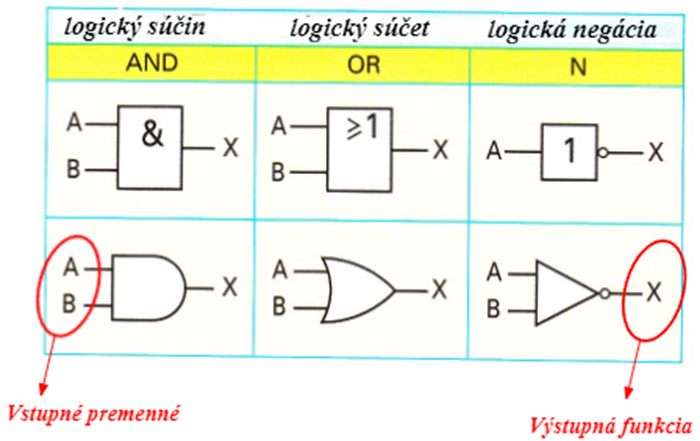 logický súčin logický súčet logická negácia
AND OR N
A B & X A B ⩾1 X A 1 X
A B X A B X A B X
Vstupné premenné
Výstupná funkcia